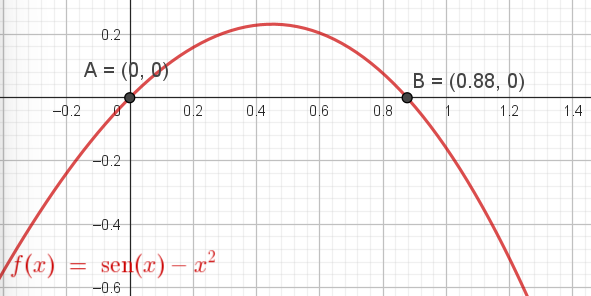 0.2
A = (0, 0)
B = (0.88, 0)
−0.2 0 0.2 0.4 0.6 0.8 1 1.2 1.4
−0.2
−0.4
f(x) = sen(x) − x²
−0.6